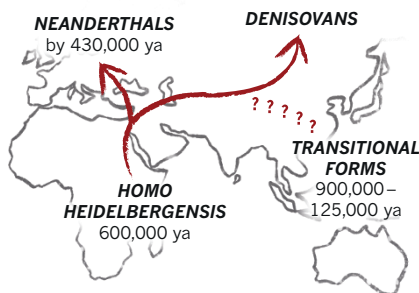 NEANDERTHALS
by 430,000 ya
DENISOVANS
? ? ? ? ?
TRANSITIONAL
FORMS
900,000–
125,000 ya
HOMO
HEIDELBERGENSIS
600,000 ya